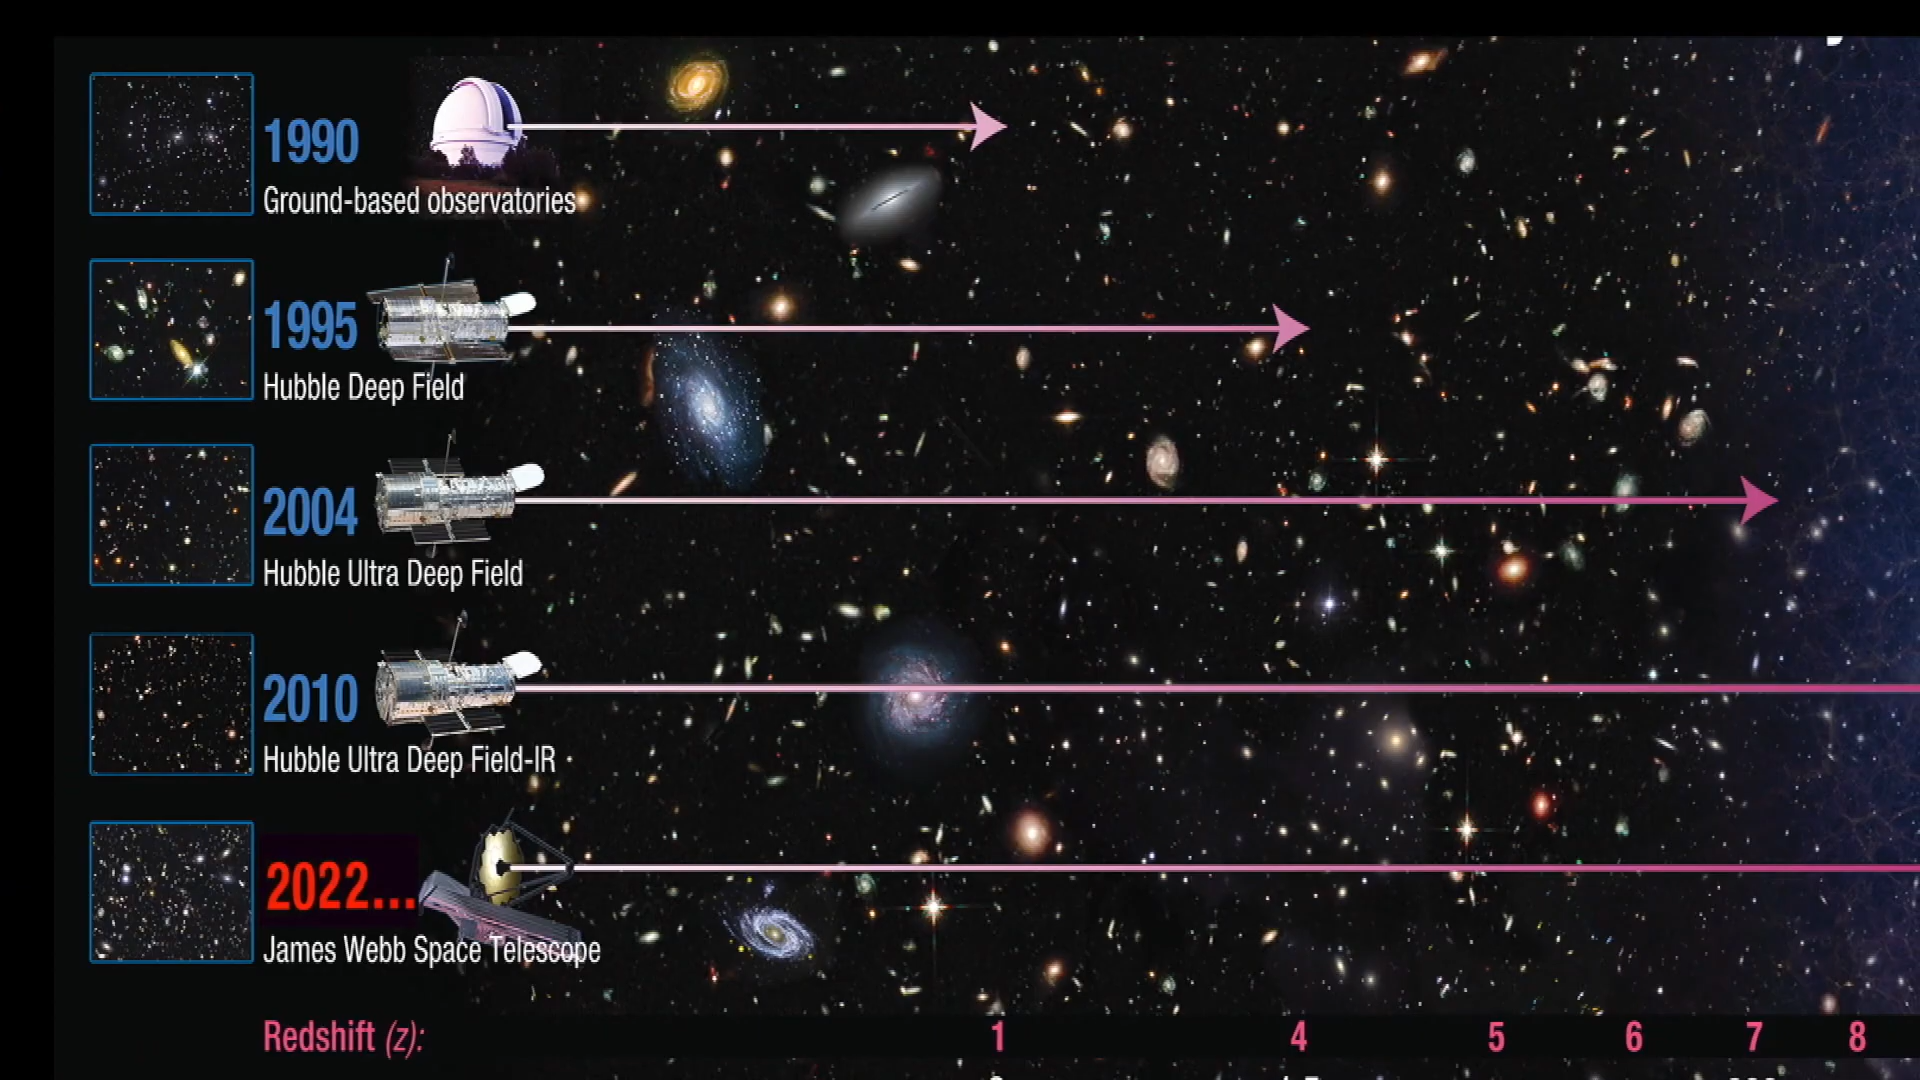 1990
Ground-based observatories
1995
Hubble Deep Field
2004
Hubble Ultra Deep Field
2010
Hubble Ultra Deep Field-IR
2022...
James Webb Space Telescope
Redshift (z): 1 4 5 6 7 8